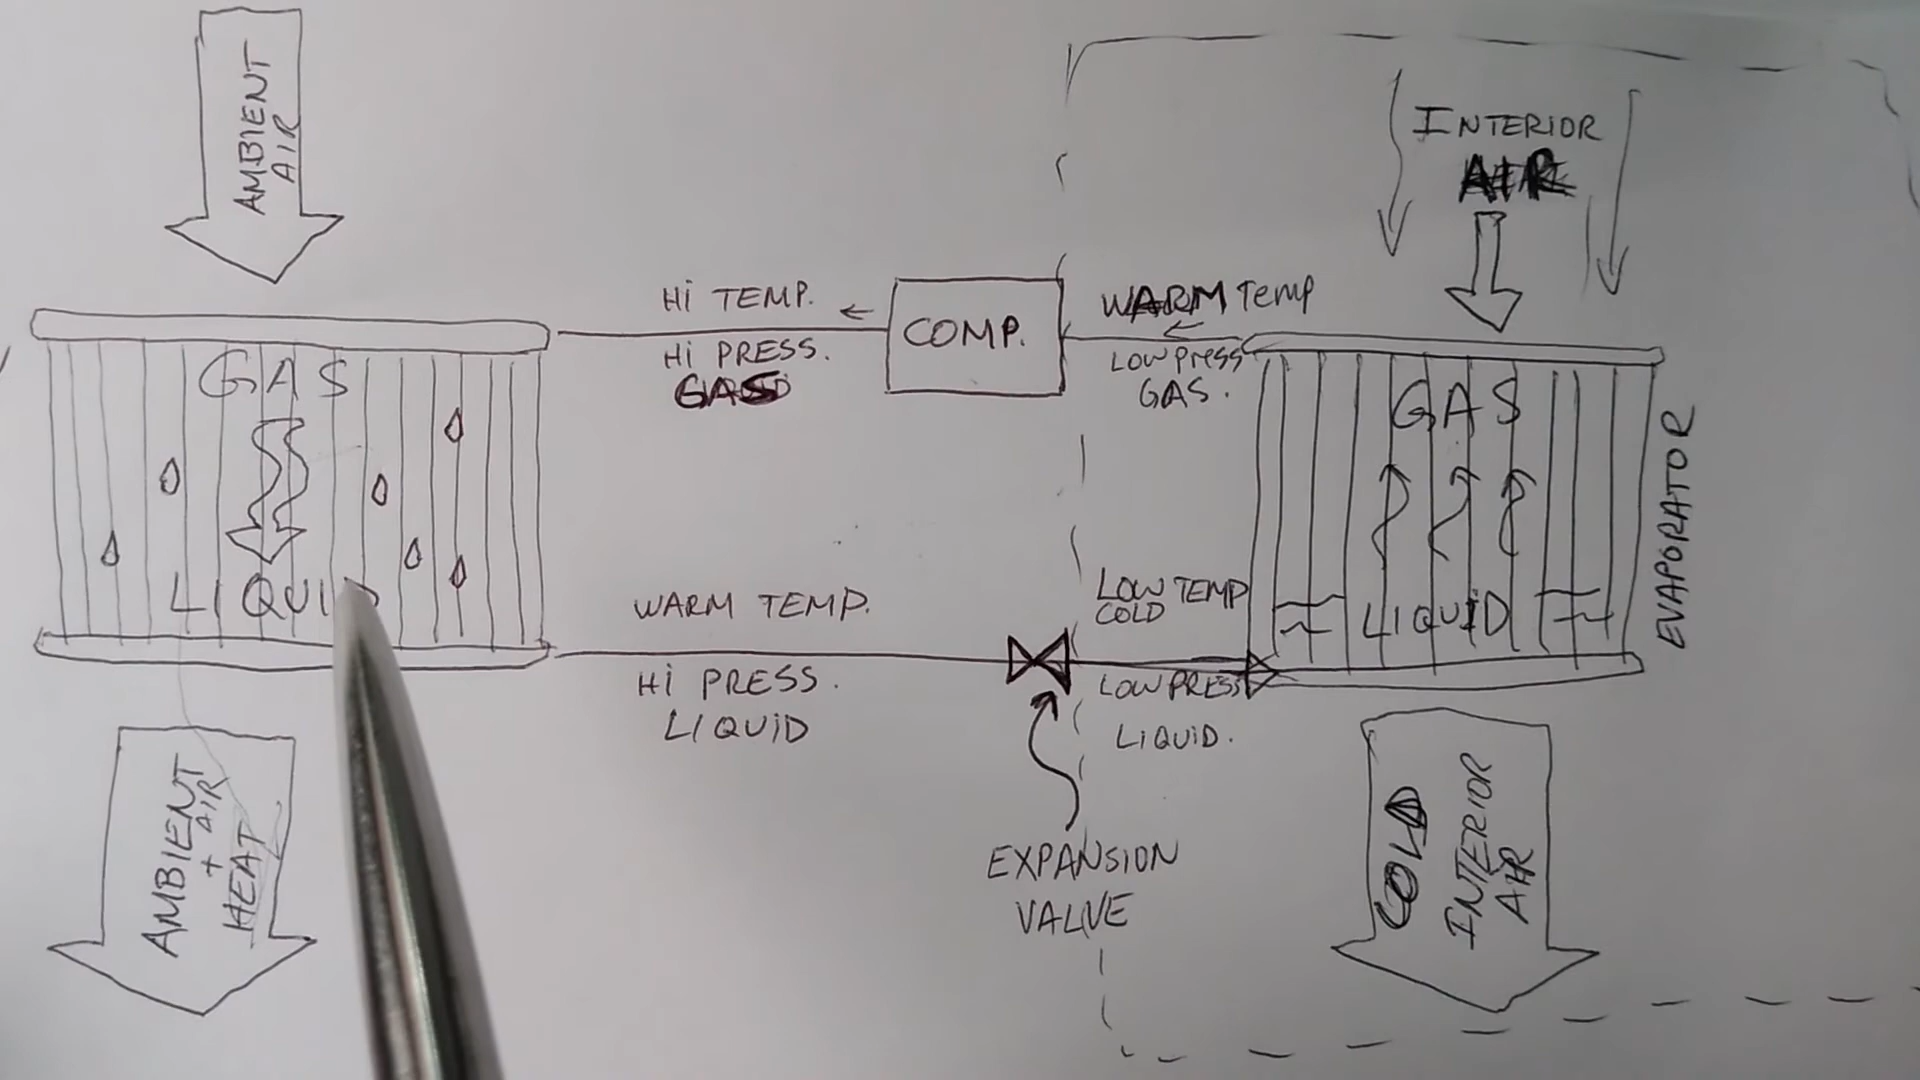 AMBIENT
AIR
INTERIOR
AIR
Hi TEMP.
Hi PRESS.
GAS
COMP.
WARM Temp
LOW PRESS
GAS.
GAS
LIQUID
WARM TEMP.
Hi PRESS.
LIQUID
LOW TEMP
COLD
LOW PRESS
LIQUID.
GAS
LIQUID
EVAPORATOR
EXPANSION
VALVE
AMBIENT
AIR
+
HEAT
COLD
INTERIOR
AIR